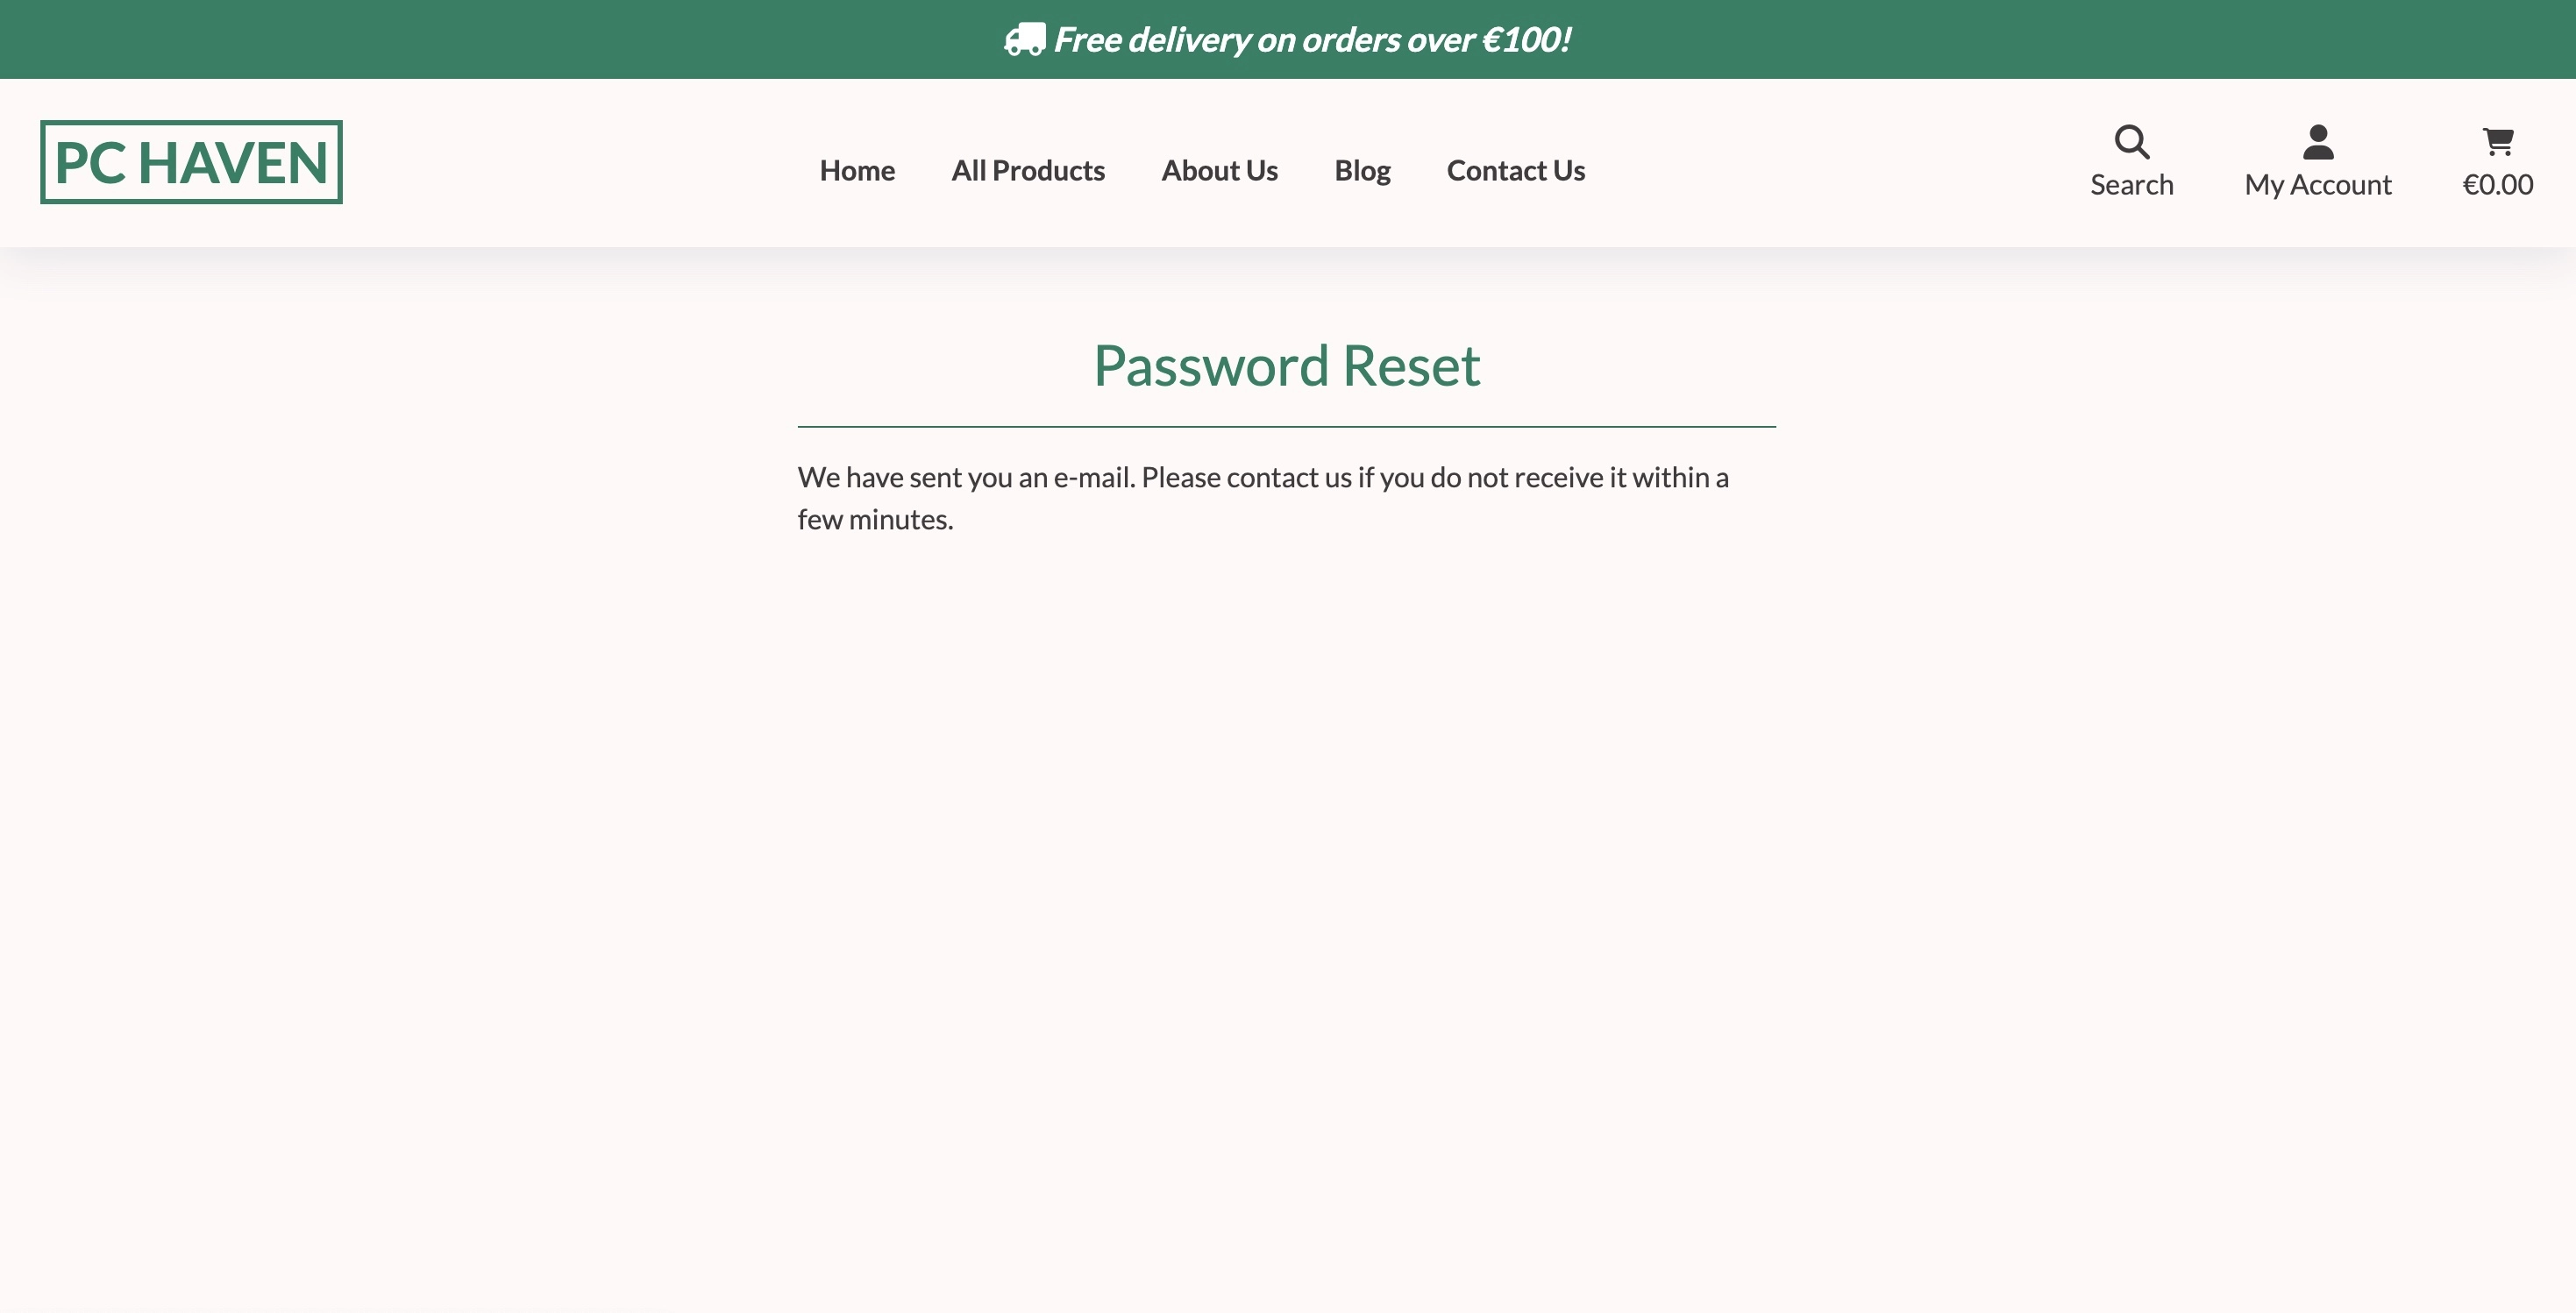 Free delivery on orders over €100!
PC HAVEN
Home All Products About Us Blog Contact Us
Search My Account €0.00
Password Reset
We have sent you an e-mail. Please contact us if you do not receive it within a
few minutes.